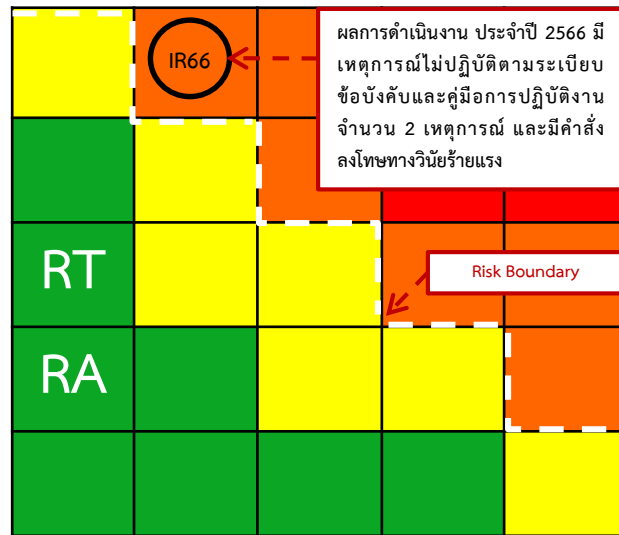 IR66
ผลการดำเนินงาน ประจำปี 2566 มี
เหตุการณ์ไม่ปฏิบัติตามระเบียบ
ข้อบังคับและคู่มือการปฏิบัติงาน
จำนวน 2 เหตุการณ์ และมีคำสั่ง
ลงโทษทางวินัยร้ายแรง
RT
Risk Boundary
RA